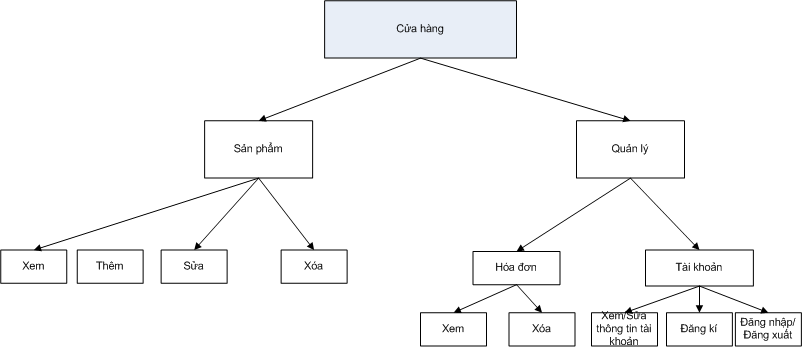 Cửa hàng
Sản phẩm
Quản lý
Xem
Thêm
Sửa
Xóa
Hóa đơn
Tài khoản
Xem
Xóa
Xem/Sửa
thông tin tài
khoản
Đăng kí
Đăng nhập/
Đăng xuất